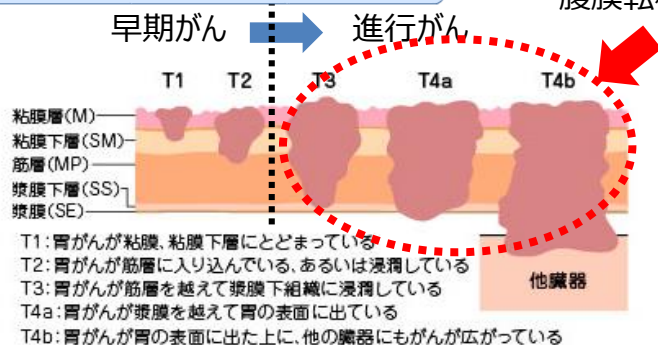 早期がん
進行がん
T1 T2 T3 T4a T4b
粘膜層(M)
粘膜下層(SM)
筋層(MP)
漿膜下層(SS)
漿膜(SE)
他臓器
T1:胃がんが粘膜、粘膜下層にとどまっている
T2:胃がんが筋層に入り込んでいる、あるいは浸潤している
T3:胃がんが筋層を越えて漿膜下組織に浸潤している
T4a:胃がんが漿膜を越えて胃の表面に出ている
T4b:胃がんが胃の表面に出た上に、他の臓器にもがんが広がっている